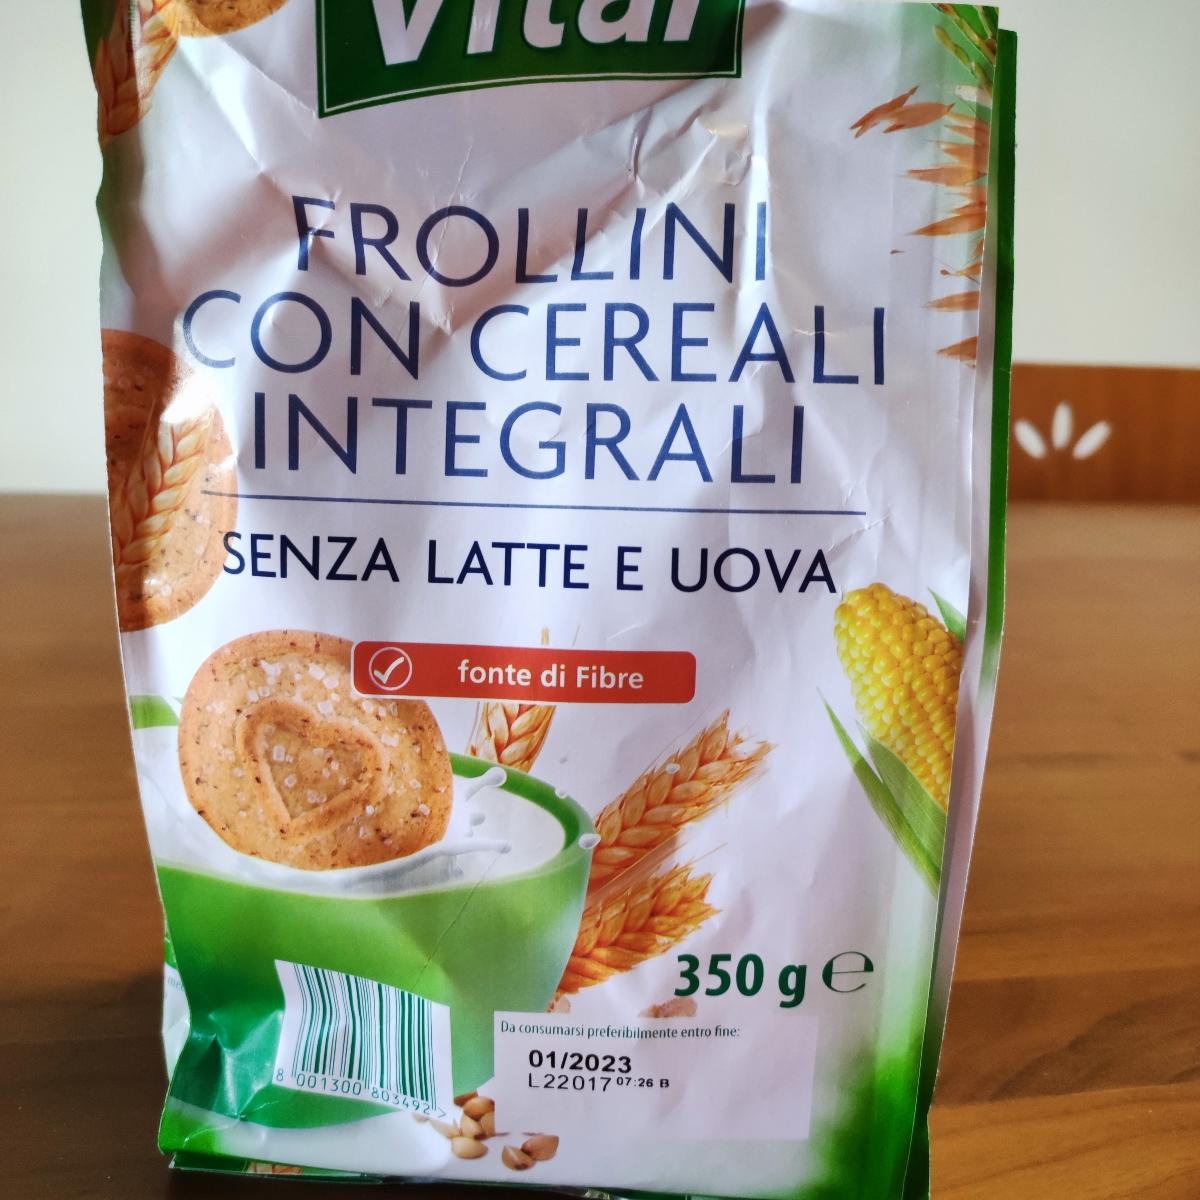 Vital
FROLLINI
CON CEREALI
INTEGRALI
SENZA LATTE E UOVA
fonte di Fibre
350 g ℮
Da consumarsi preferibilmente entro fine:
01/2023
L22017 07:26 B
8 001300 803492 >